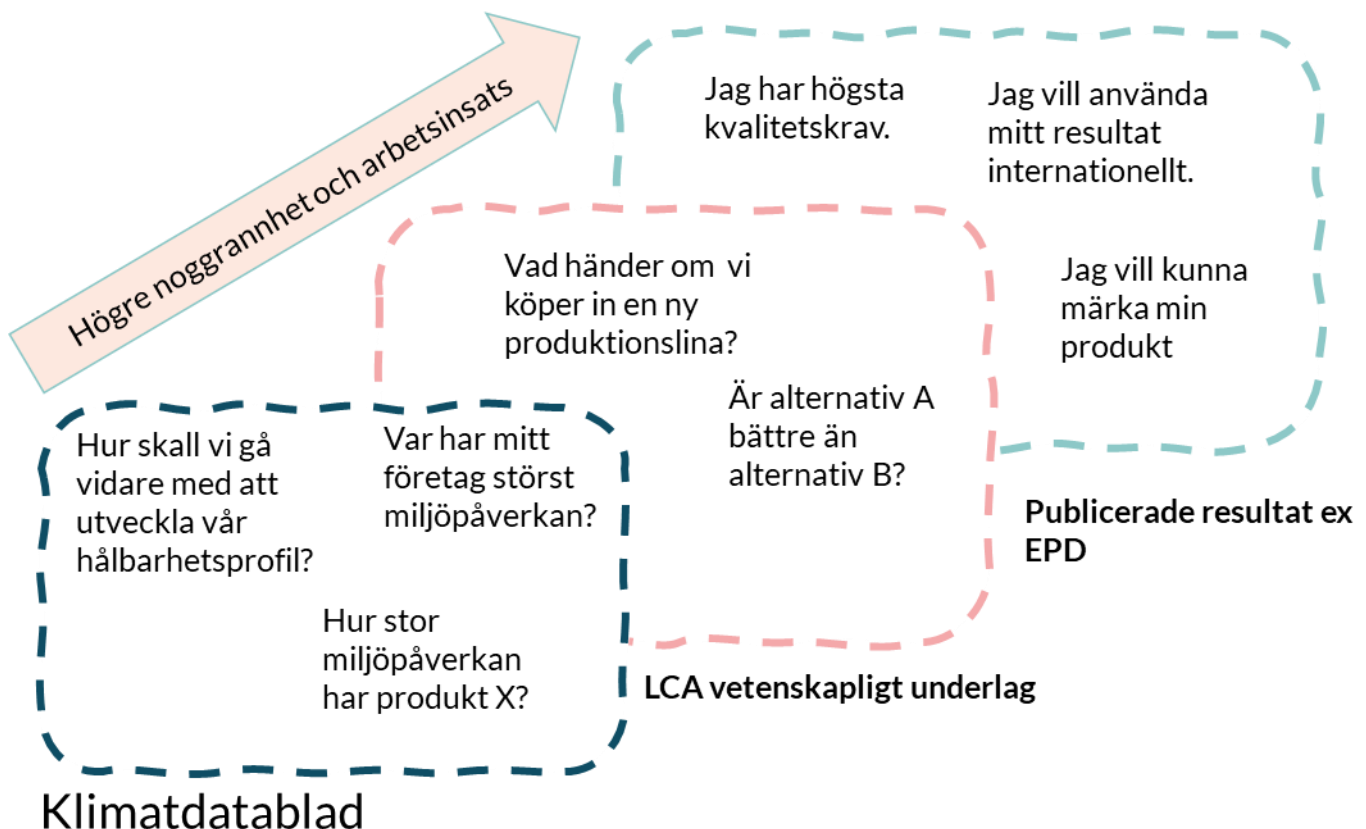 Högre noggrannhet och arbetsinsats
Jag har högsta
kvalitetskrav.
Jag vill använda
mitt resultat
internationellt.
Jag vill kunna
märka min
produkt
Publicerade resultat ex
EPD
Vad händer om vi
köper in en ny
produktionslina?
Är alternativ A
bättre än
alternativ B?
LCA vetenskapligt underlag
Hur skall vi gå
vidare med att
utveckla vår
hålbarhetsprofil?
Var har mitt
företag störst
miljöpåverkan?
Hur stor
miljöpåverkan
har produkt X?
Klimatdatablad